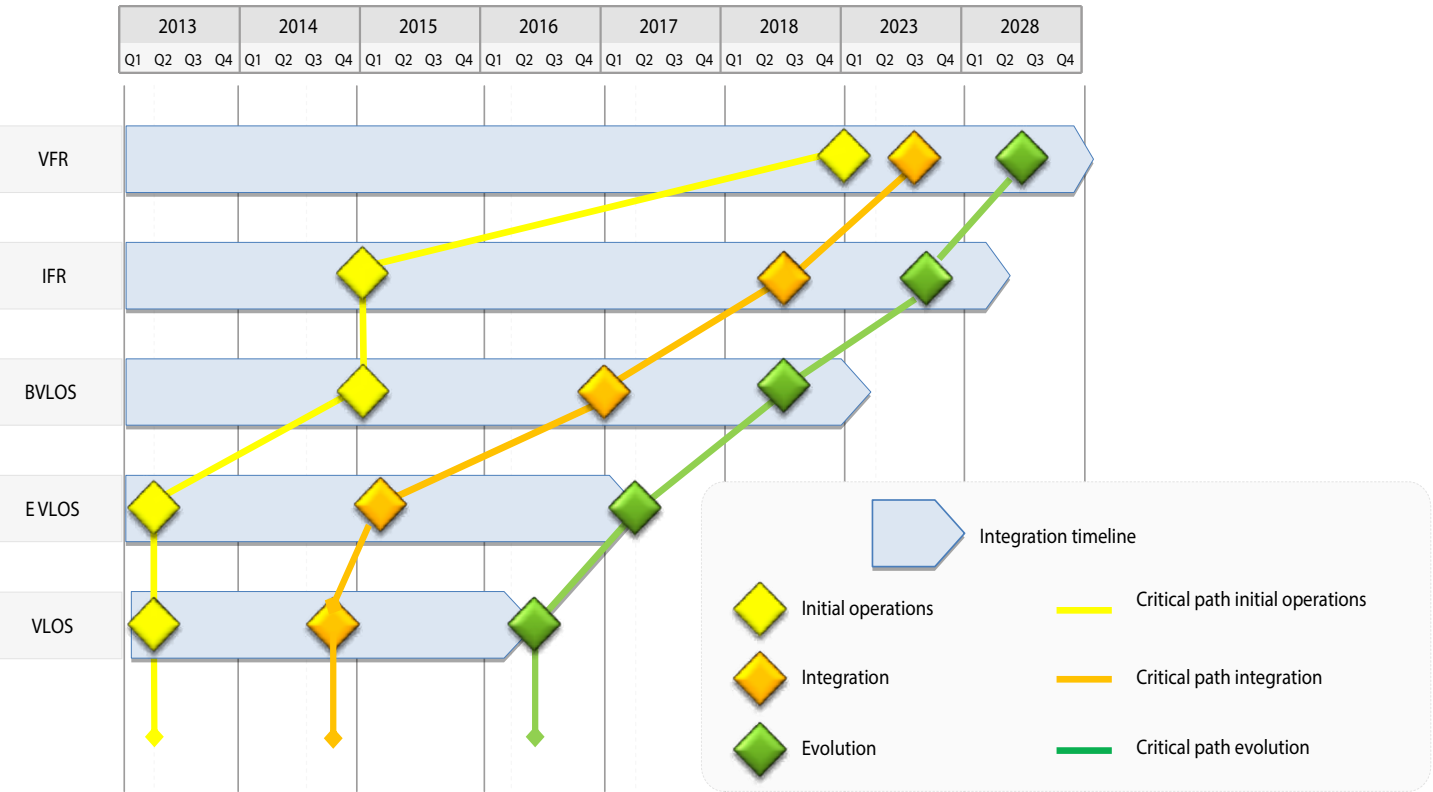 2013 2014 2015 2016 2017 2018 2023 2028
Q1 Q2 Q3 Q4 Q1 Q2 Q3 Q4 Q1 Q2 Q3 Q4 Q1 Q2 Q3 Q4 Q1 Q2 Q3 Q4 Q1 Q2 Q3 Q4 Q1 Q2 Q3 Q4 Q1 Q2 Q3 Q4
VFR
IFR
BVLOS
E VLOS
VLOS
Integration timeline
Initial operations
Critical path initial operations
Integration
Critical path integration
Evolution
Critical path evolution